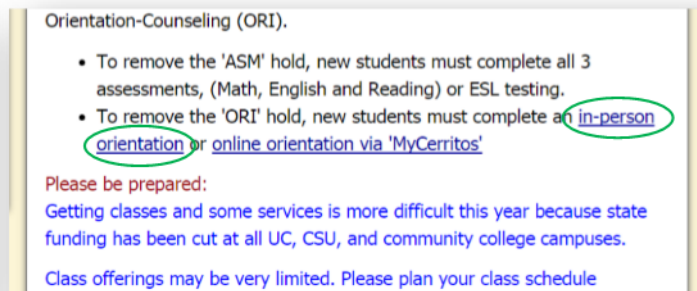 Orientation-Counseling (ORI).
• To remove the 'ASM' hold, new students must complete all 3
assessments, (Math, English and Reading) or ESL testing.
• To remove the 'ORI' hold, new students must complete an in-person
orientation or online orientation via 'MyCerritos'
Please be prepared:
Getting classes and some services is more difficult this year because state
funding has been cut at all UC, CSU, and community college campuses.
Class offerings may be very limited. Please plan your class schedule